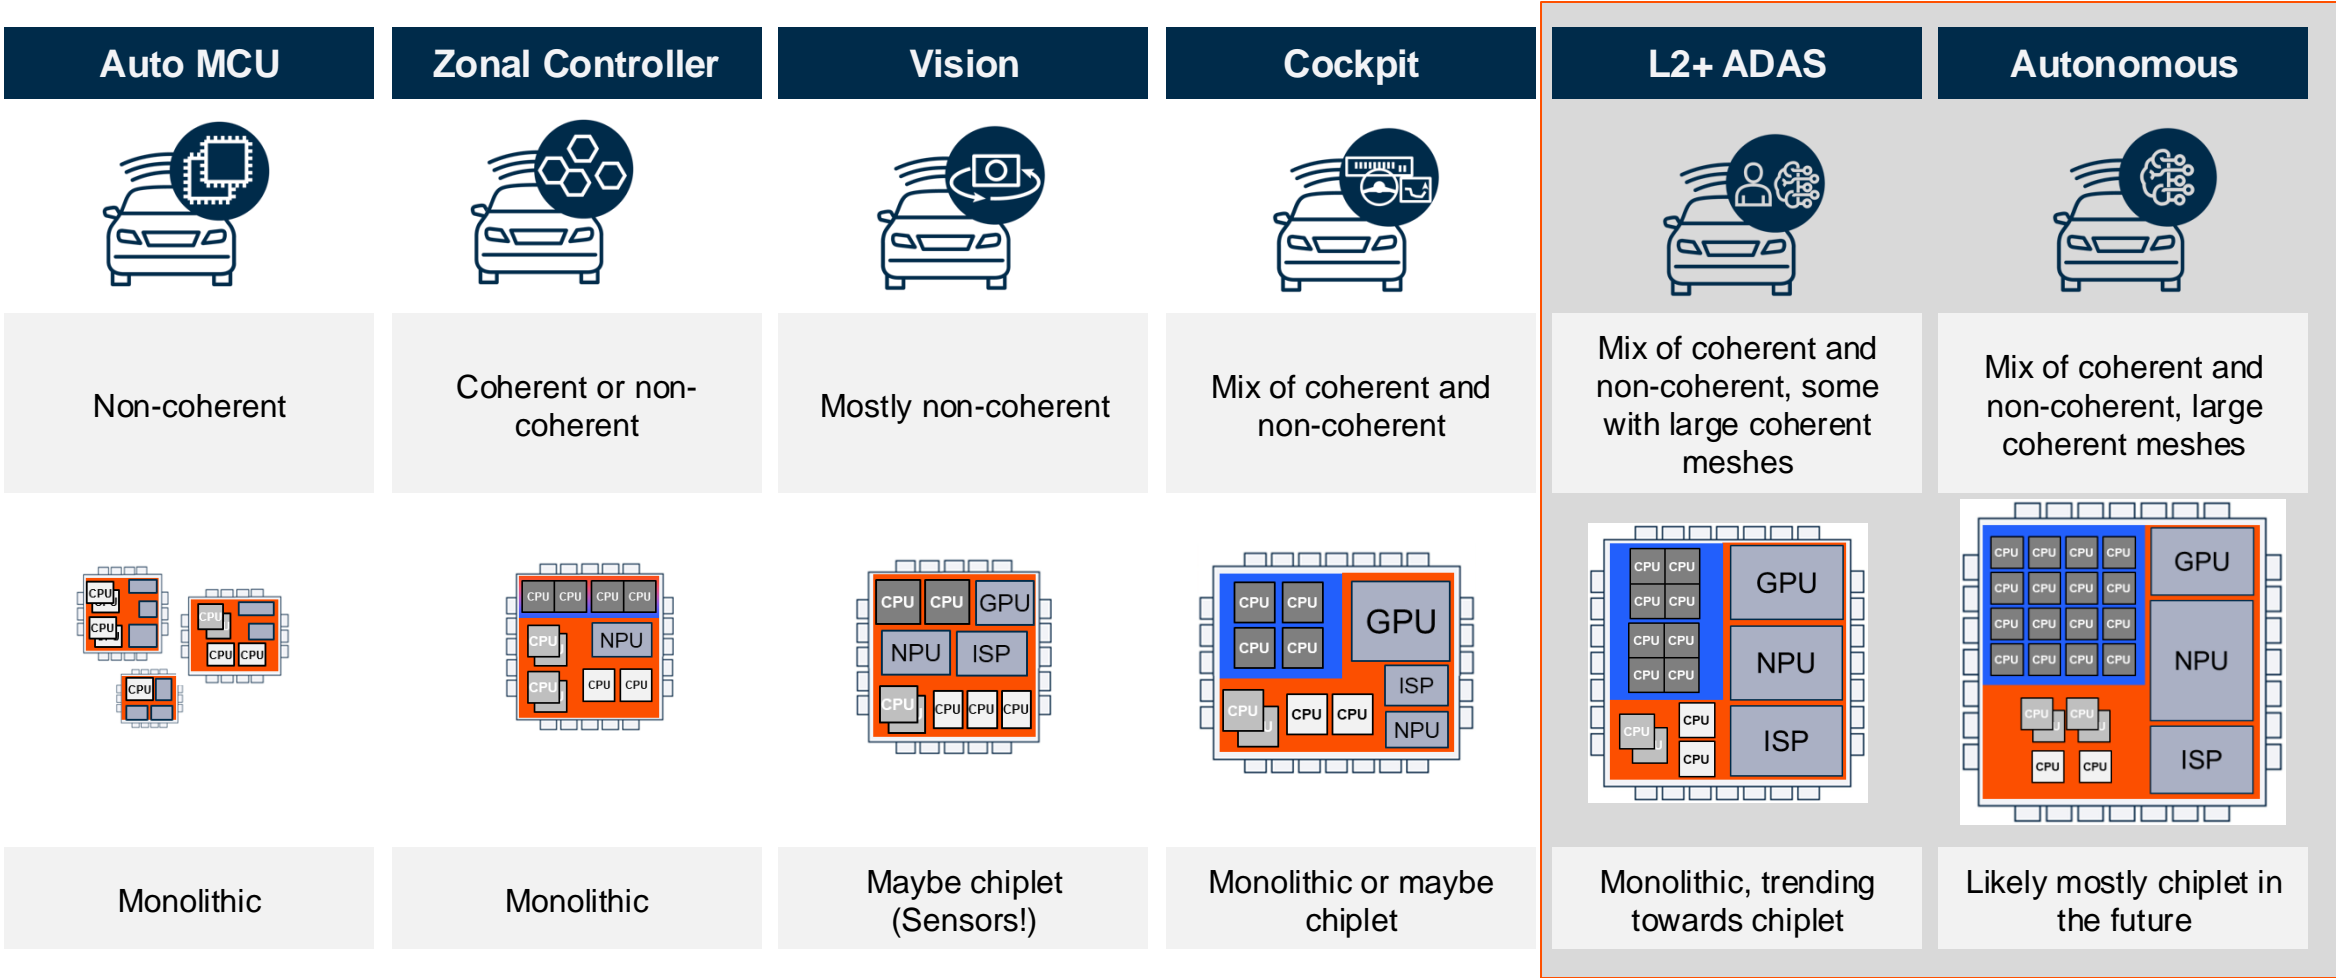 Auto MCU
Zonal Controller
Vision
Cockpit
L2+ ADAS
Autonomous
Non-coherent
Coherent or non-
coherent
Mostly non-coherent
Mix of coherent and
non-coherent
Mix of coherent and
non-coherent, some
with large coherent
meshes
Mix of coherent and
non-coherent, large
coherent meshes
CPU
CPU
CPU
CPU CPU
CPU
CPU CPU CPU CPU
CPU
NPU
CPU
CPU CPU
CPU CPU GPU
NPU ISP
CPU
CPU CPU CPU
CPU CPU
CPU CPU
GPU
ISP
NPU
CPU
CPU CPU
CPU CPU
CPU CPU
CPU CPU
CPU CPU
GPU
NPU
ISP
CPU
CPU
CPU
CPU CPU CPU CPU
CPU CPU CPU CPU
CPU CPU CPU CPU
CPU CPU CPU CPU
GPU
NPU
ISP
CPU CPU
CPU CPU
Monolithic
Monolithic
Maybe chiplet
(Sensors!)
Monolithic or maybe
chiplet
Monolithic, trending
towards chiplet
Likely mostly chiplet in
the future